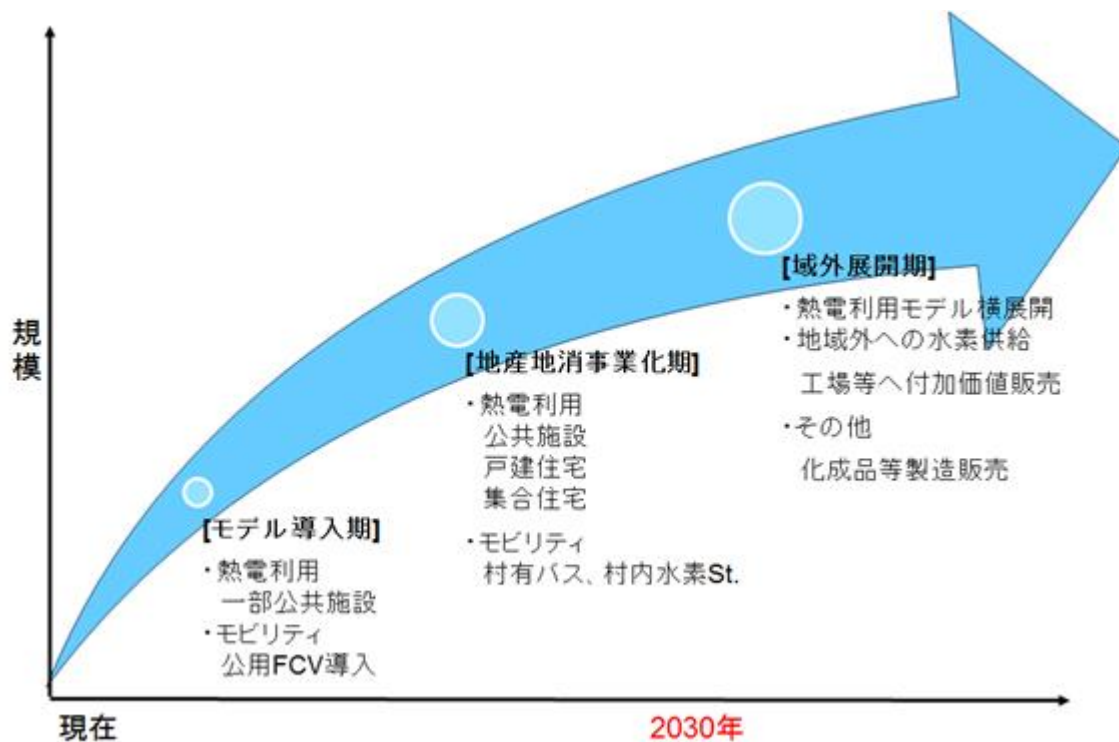 規模
[モデル導入期]
・熱電利用
一部公共施設
・モビリティ
公用FCV導入
[地産地消事業化期]
・熱電利用
公共施設
戸建住宅
集合住宅
・モビリティ
村有バス、村内水素St.
[域外展開期]
・熱電利用モデル横展開
・地域外への水素供給
工場等へ付加価値販売
・その他
化成品等製造販売
現在
2030年